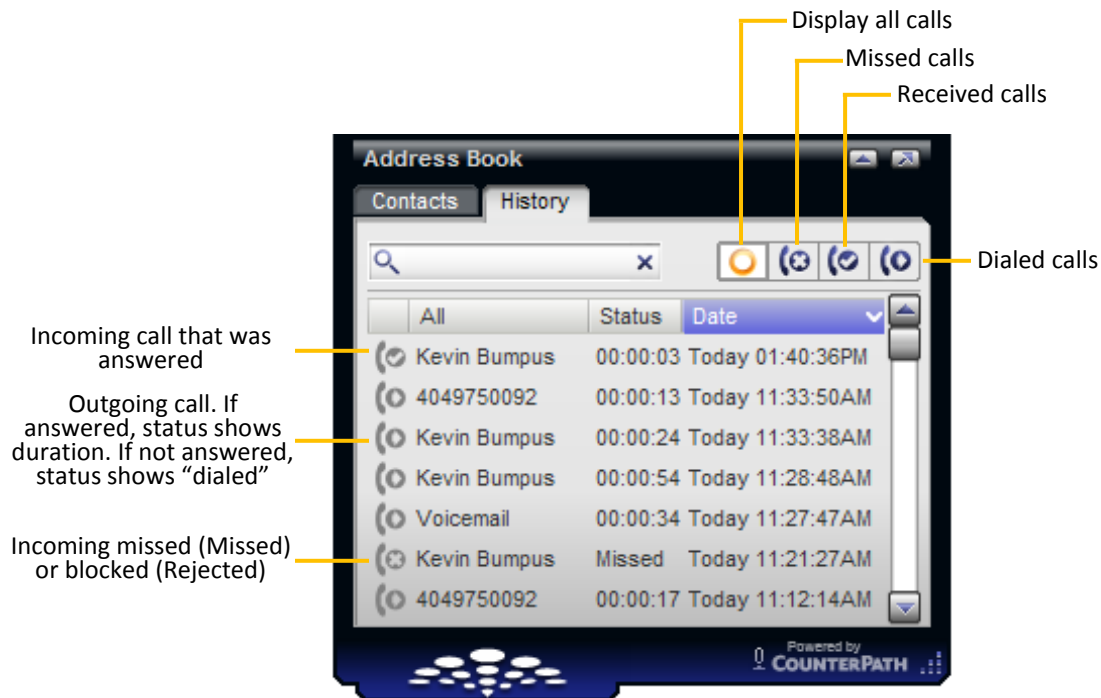 Display all calls
Missed calls
Received calls
Address Book
Contacts History
Dialed calls
All Status Date
Incoming call that was
answered
Kevin Bumpus 00:00:03 Today 01:40:36PM
4049750092 00:00:13 Today 11:33:50AM
Outgoing call. If
answered, status shows
duration. If not answered,
status shows “dialed”
Kevin Bumpus 00:00:24 Today 11:33:38AM
Kevin Bumpus 00:00:54 Today 11:28:48AM
Voicemail 00:00:34 Today 11:27:47AM
Incoming missed (Missed)
or blocked (Rejected)
Kevin Bumpus Missed Today 11:21:27AM
4049750092 00:00:17 Today 11:12:14AM
Powered by
COUNTERPATH